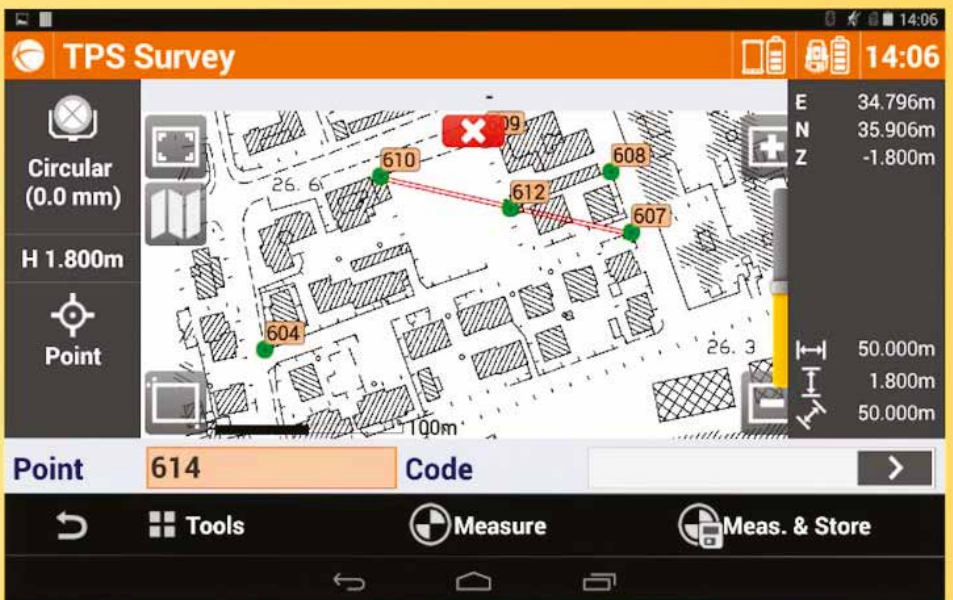 14:06
TPS Survey
14:06
Circular
(0.0 mm)
H 1.800m
Point
-
09
610
608
612
607
604
26. 6
26. 3
100m
E 34.796m
N 35.906m
Z -1.800m
50.000m
1.800m
50.000m
Point 614 Code
Tools Measure Meas. & Store